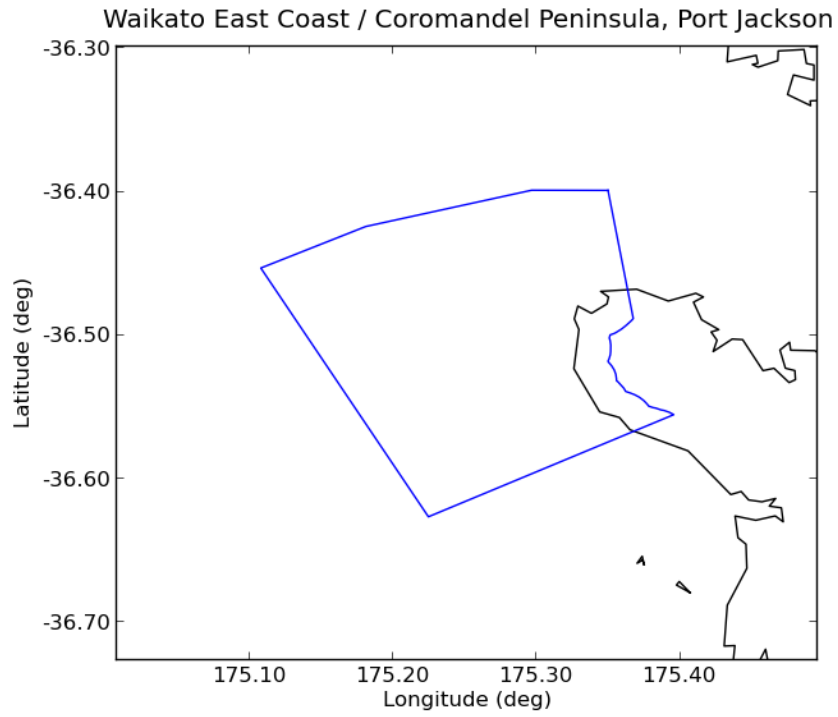 Waikato East Coast / Coromandel Peninsula, Port Jackson
-36.30
-36.40
-36.50
-36.60
-36.70
Latitude (deg)
175.10 175.20 175.30 175.40
Longitude (deg)